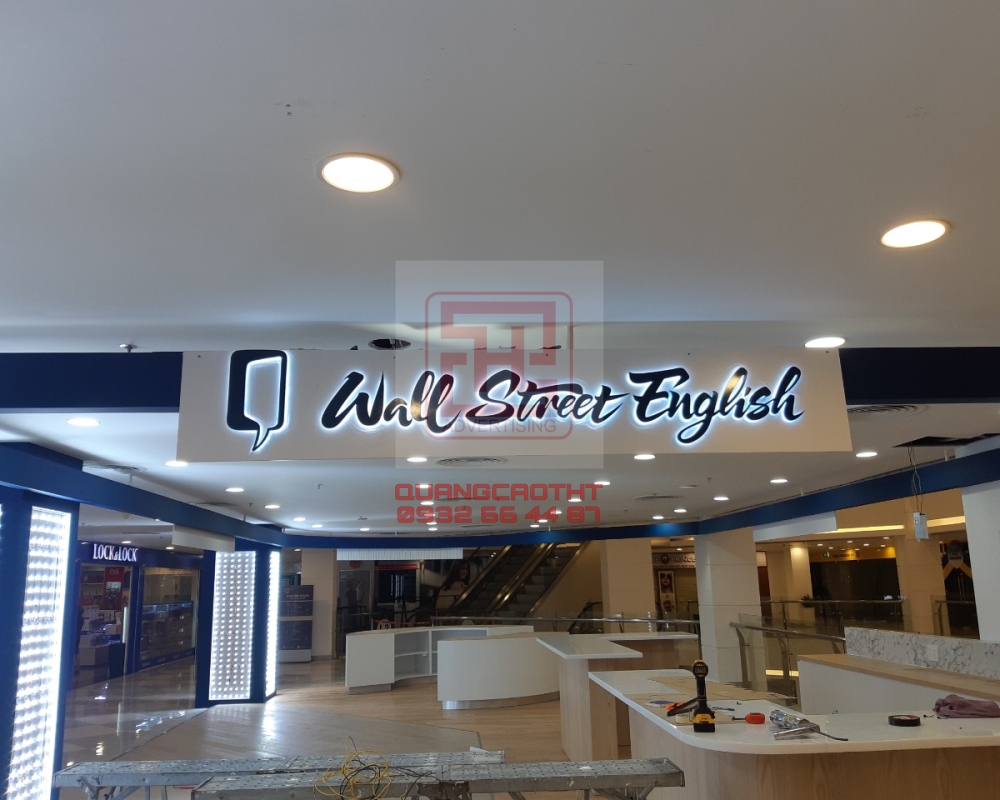 Wall Street English
ADVERTISING
QUANGCAOTHT
0932 66 44 87
LOCK&LOCK